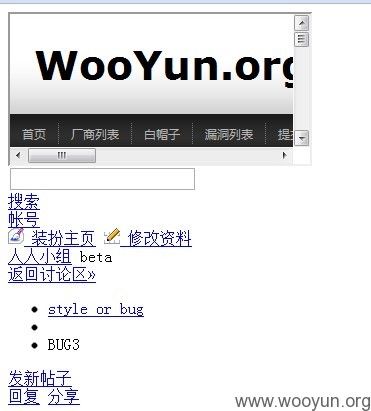 WooYun.org
首页 厂商列表 白帽子 漏洞列表
搜索
帐号
装扮主页 修改资料
人人小组 beta
返回讨论区»
style or bug
BUG3
发新帖子
回复 分享
www.wooyun.org